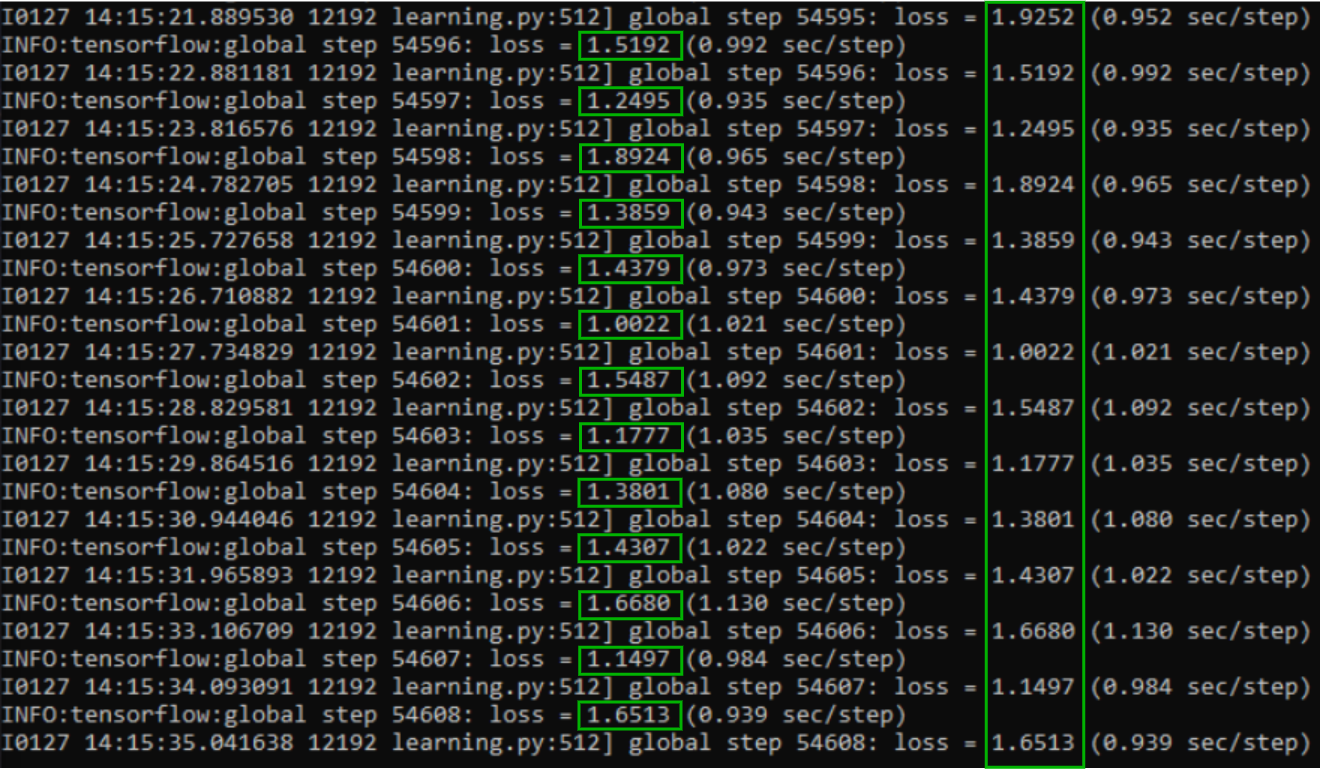 I0127 14:15:21.889530 12192 learning.py:512] global step 54595: loss = 1.9252 (0.952 sec/step)
INFO:tensorflow:global step 54596: loss = 1.5192 (0.992 sec/step)
I0127 14:15:22.881181 12192 learning.py:512] global step 54596: loss = 1.5192 (0.992 sec/step)
INFO:tensorflow:global step 54597: loss = 1.2495 (0.935 sec/step)
I0127 14:15:23.816576 12192 learning.py:512] global step 54597: loss = 1.2495 (0.935 sec/step)
INFO:tensorflow:global step 54598: loss = 1.8924 (0.965 sec/step)
I0127 14:15:24.782705 12192 learning.py:512] global step 54598: loss = 1.8924 (0.965 sec/step)
INFO:tensorflow:global step 54599: loss = 1.3859 (0.943 sec/step)
I0127 14:15:25.727658 12192 learning.py:512] global step 54599: loss = 1.3859 (0.943 sec/step)
INFO:tensorflow:global step 54600: loss = 1.4379 (0.973 sec/step)
I0127 14:15:26.710882 12192 learning.py:512] global step 54600: loss = 1.4379 (0.973 sec/step)
INFO:tensorflow:global step 54601: loss = 1.0022 (1.021 sec/step)
I0127 14:15:27.734829 12192 learning.py:512] global step 54601: loss = 1.0022 (1.021 sec/step)
INFO:tensorflow:global step 54602: loss = 1.5487 (1.092 sec/step)
I0127 14:15:28.829581 12192 learning.py:512] global step 54602: loss = 1.5487 (1.092 sec/step)
INFO:tensorflow:global step 54603: loss = 1.1777 (1.035 sec/step)
I0127 14:15:29.864516 12192 learning.py:512] global step 54603: loss = 1.1777 (1.035 sec/step)
INFO:tensorflow:global step 54604: loss = 1.3801 (1.080 sec/step)
I0127 14:15:30.944046 12192 learning.py:512] global step 54604: loss = 1.3801 (1.080 sec/step)
INFO:tensorflow:global step 54605: loss = 1.4307 (1.022 sec/step)
I0127 14:15:31.965893 12192 learning.py:512] global step 54605: loss = 1.4307 (1.022 sec/step)
INFO:tensorflow:global step 54606: loss = 1.6680 (1.130 sec/step)
I0127 14:15:33.106709 12192 learning.py:512] global step 54606: loss = 1.6680 (1.130 sec/step)
INFO:tensorflow:global step 54607: loss = 1.1497 (0.984 sec/step)
I0127 14:15:34.093091 12192 learning.py:512] global step 54607: loss = 1.1497 (0.984 sec/step)
INFO:tensorflow:global step 54608: loss = 1.6513 (0.939 sec/step)
I0127 14:15:35.041638 12192 learning.py:512] global step 54608: loss = 1.6513 (0.939 sec/step)